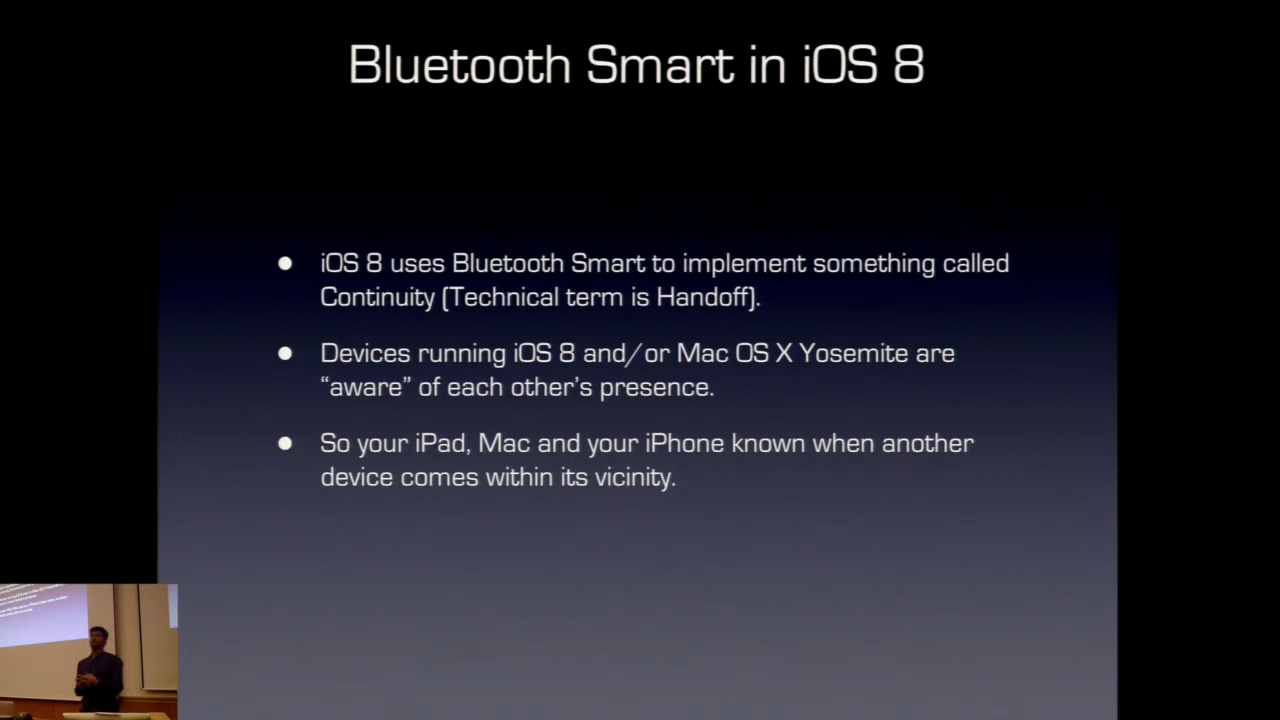 Bluetooth Smart in iOS 8
● iOS 8 uses Bluetooth Smart to implement something called
Continuity (Technical term is Handoff).
● Devices running iOS 8 and/or Mac OS X Yosemite are
“aware” of each other’s presence.
● So your iPad, Mac and your iPhone known when another
device comes within its vicinity.